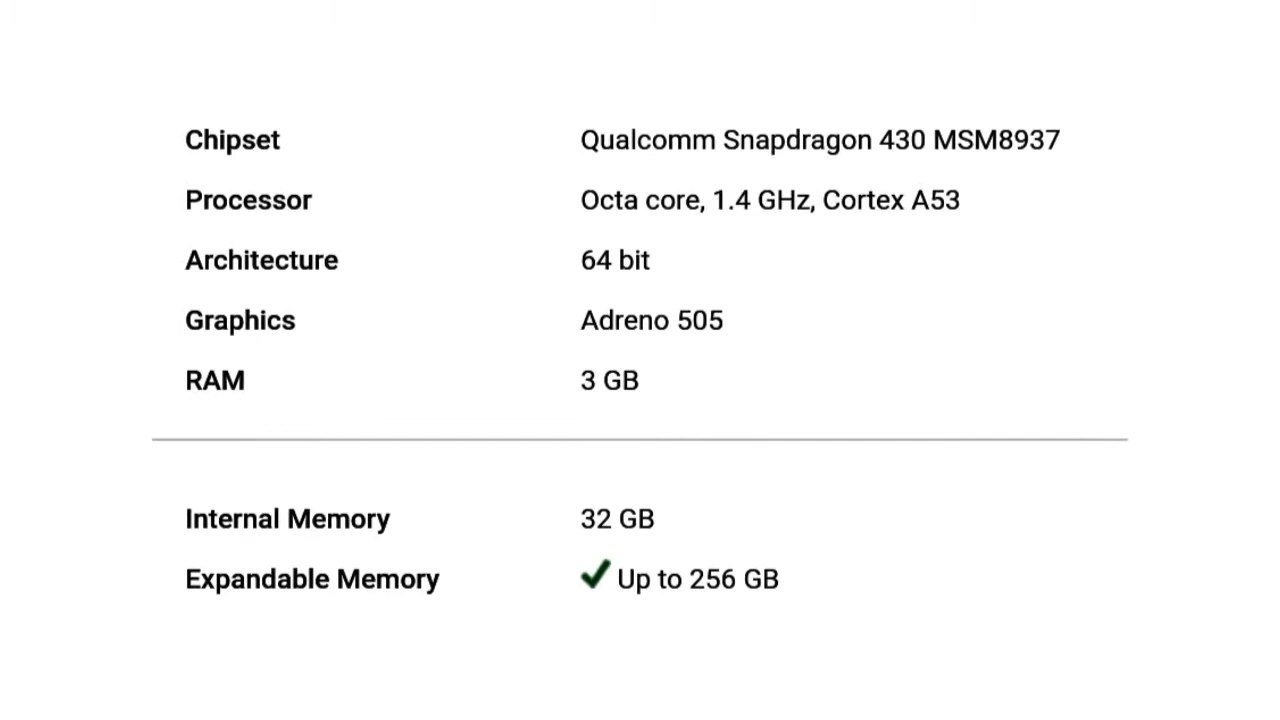 Chipset Qualcomm Snapdragon 430 MSM8937
Processor Octa core, 1.4 GHz, Cortex A53
Architecture 64 bit
Graphics Adreno 505
RAM 3 GB
Internal Memory 32 GB
Expandable Memory ✔ Up to 256 GB